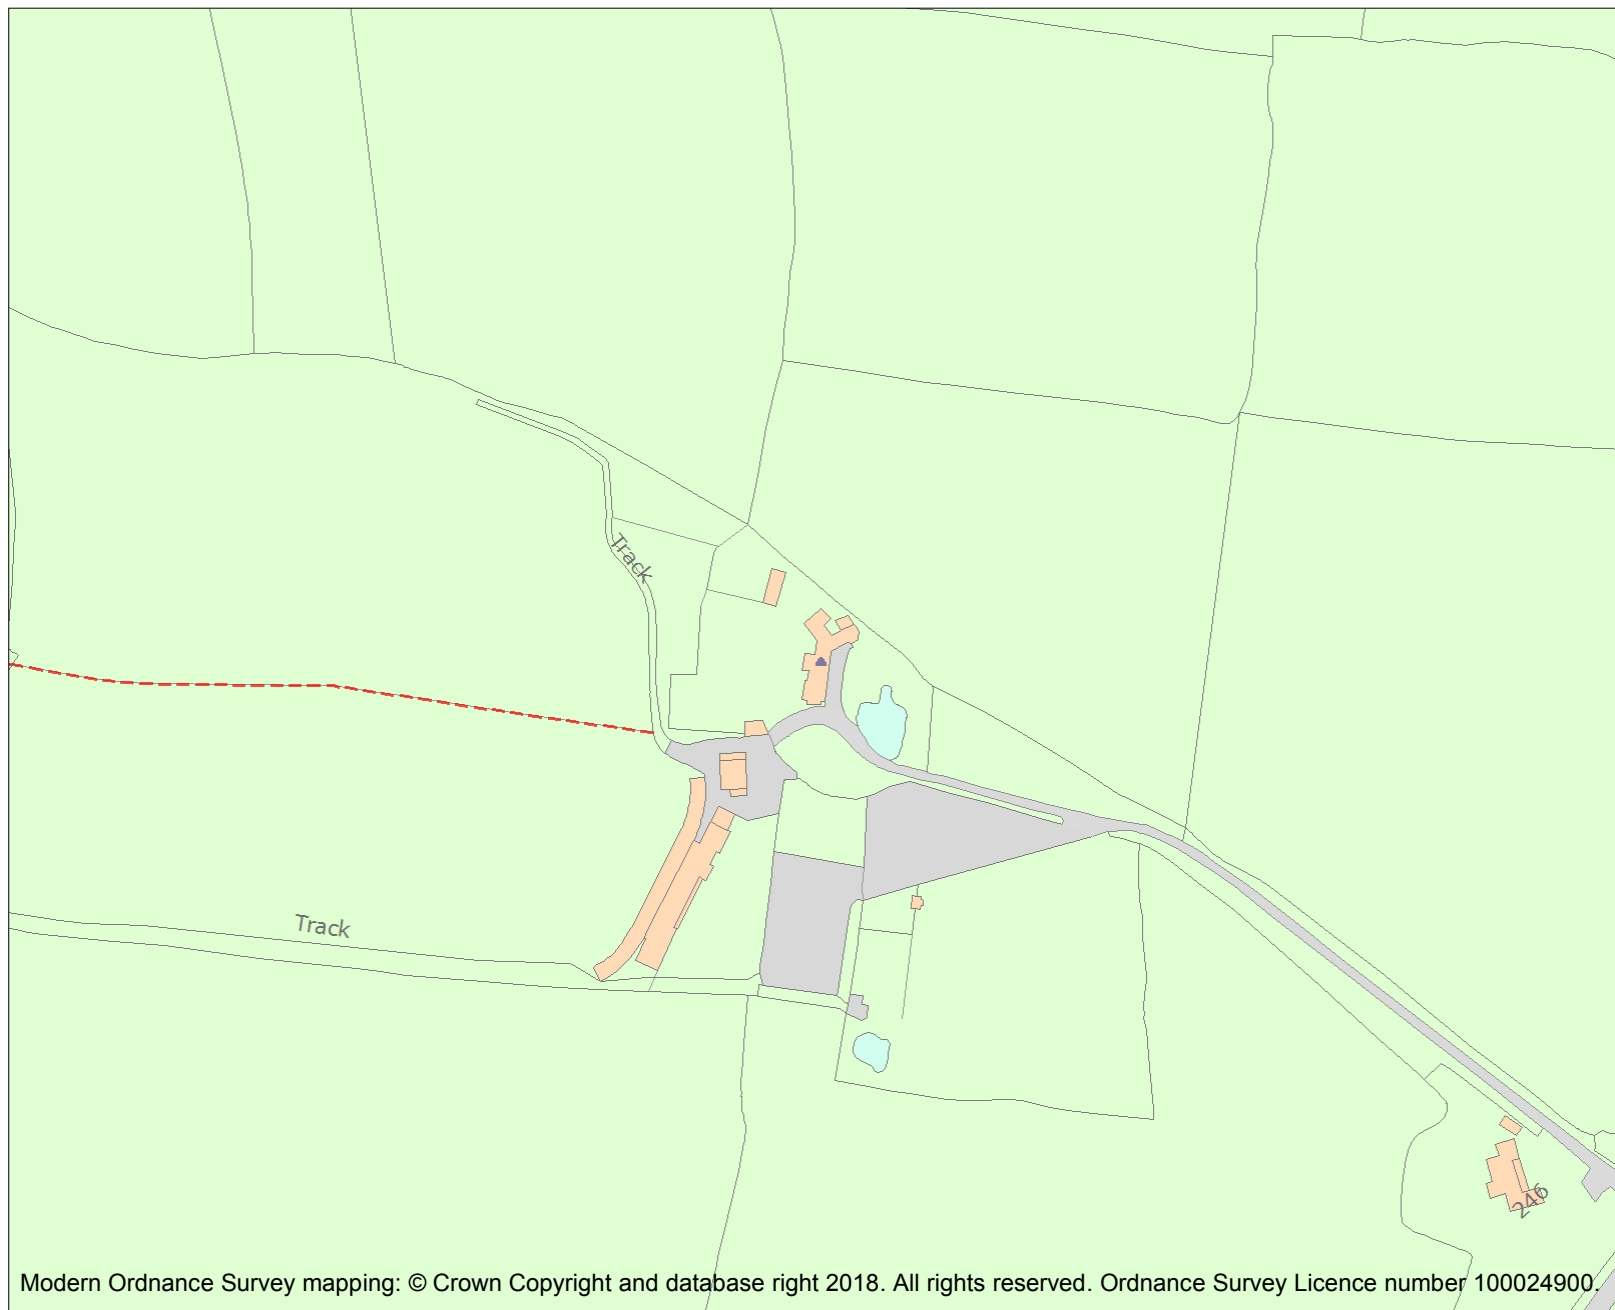 Track
Track
246
Modern Ordnance Survey mapping: © Crown Copyright and database right 2018. All rights reserved. Ordnance Survey Licence number 100024900.